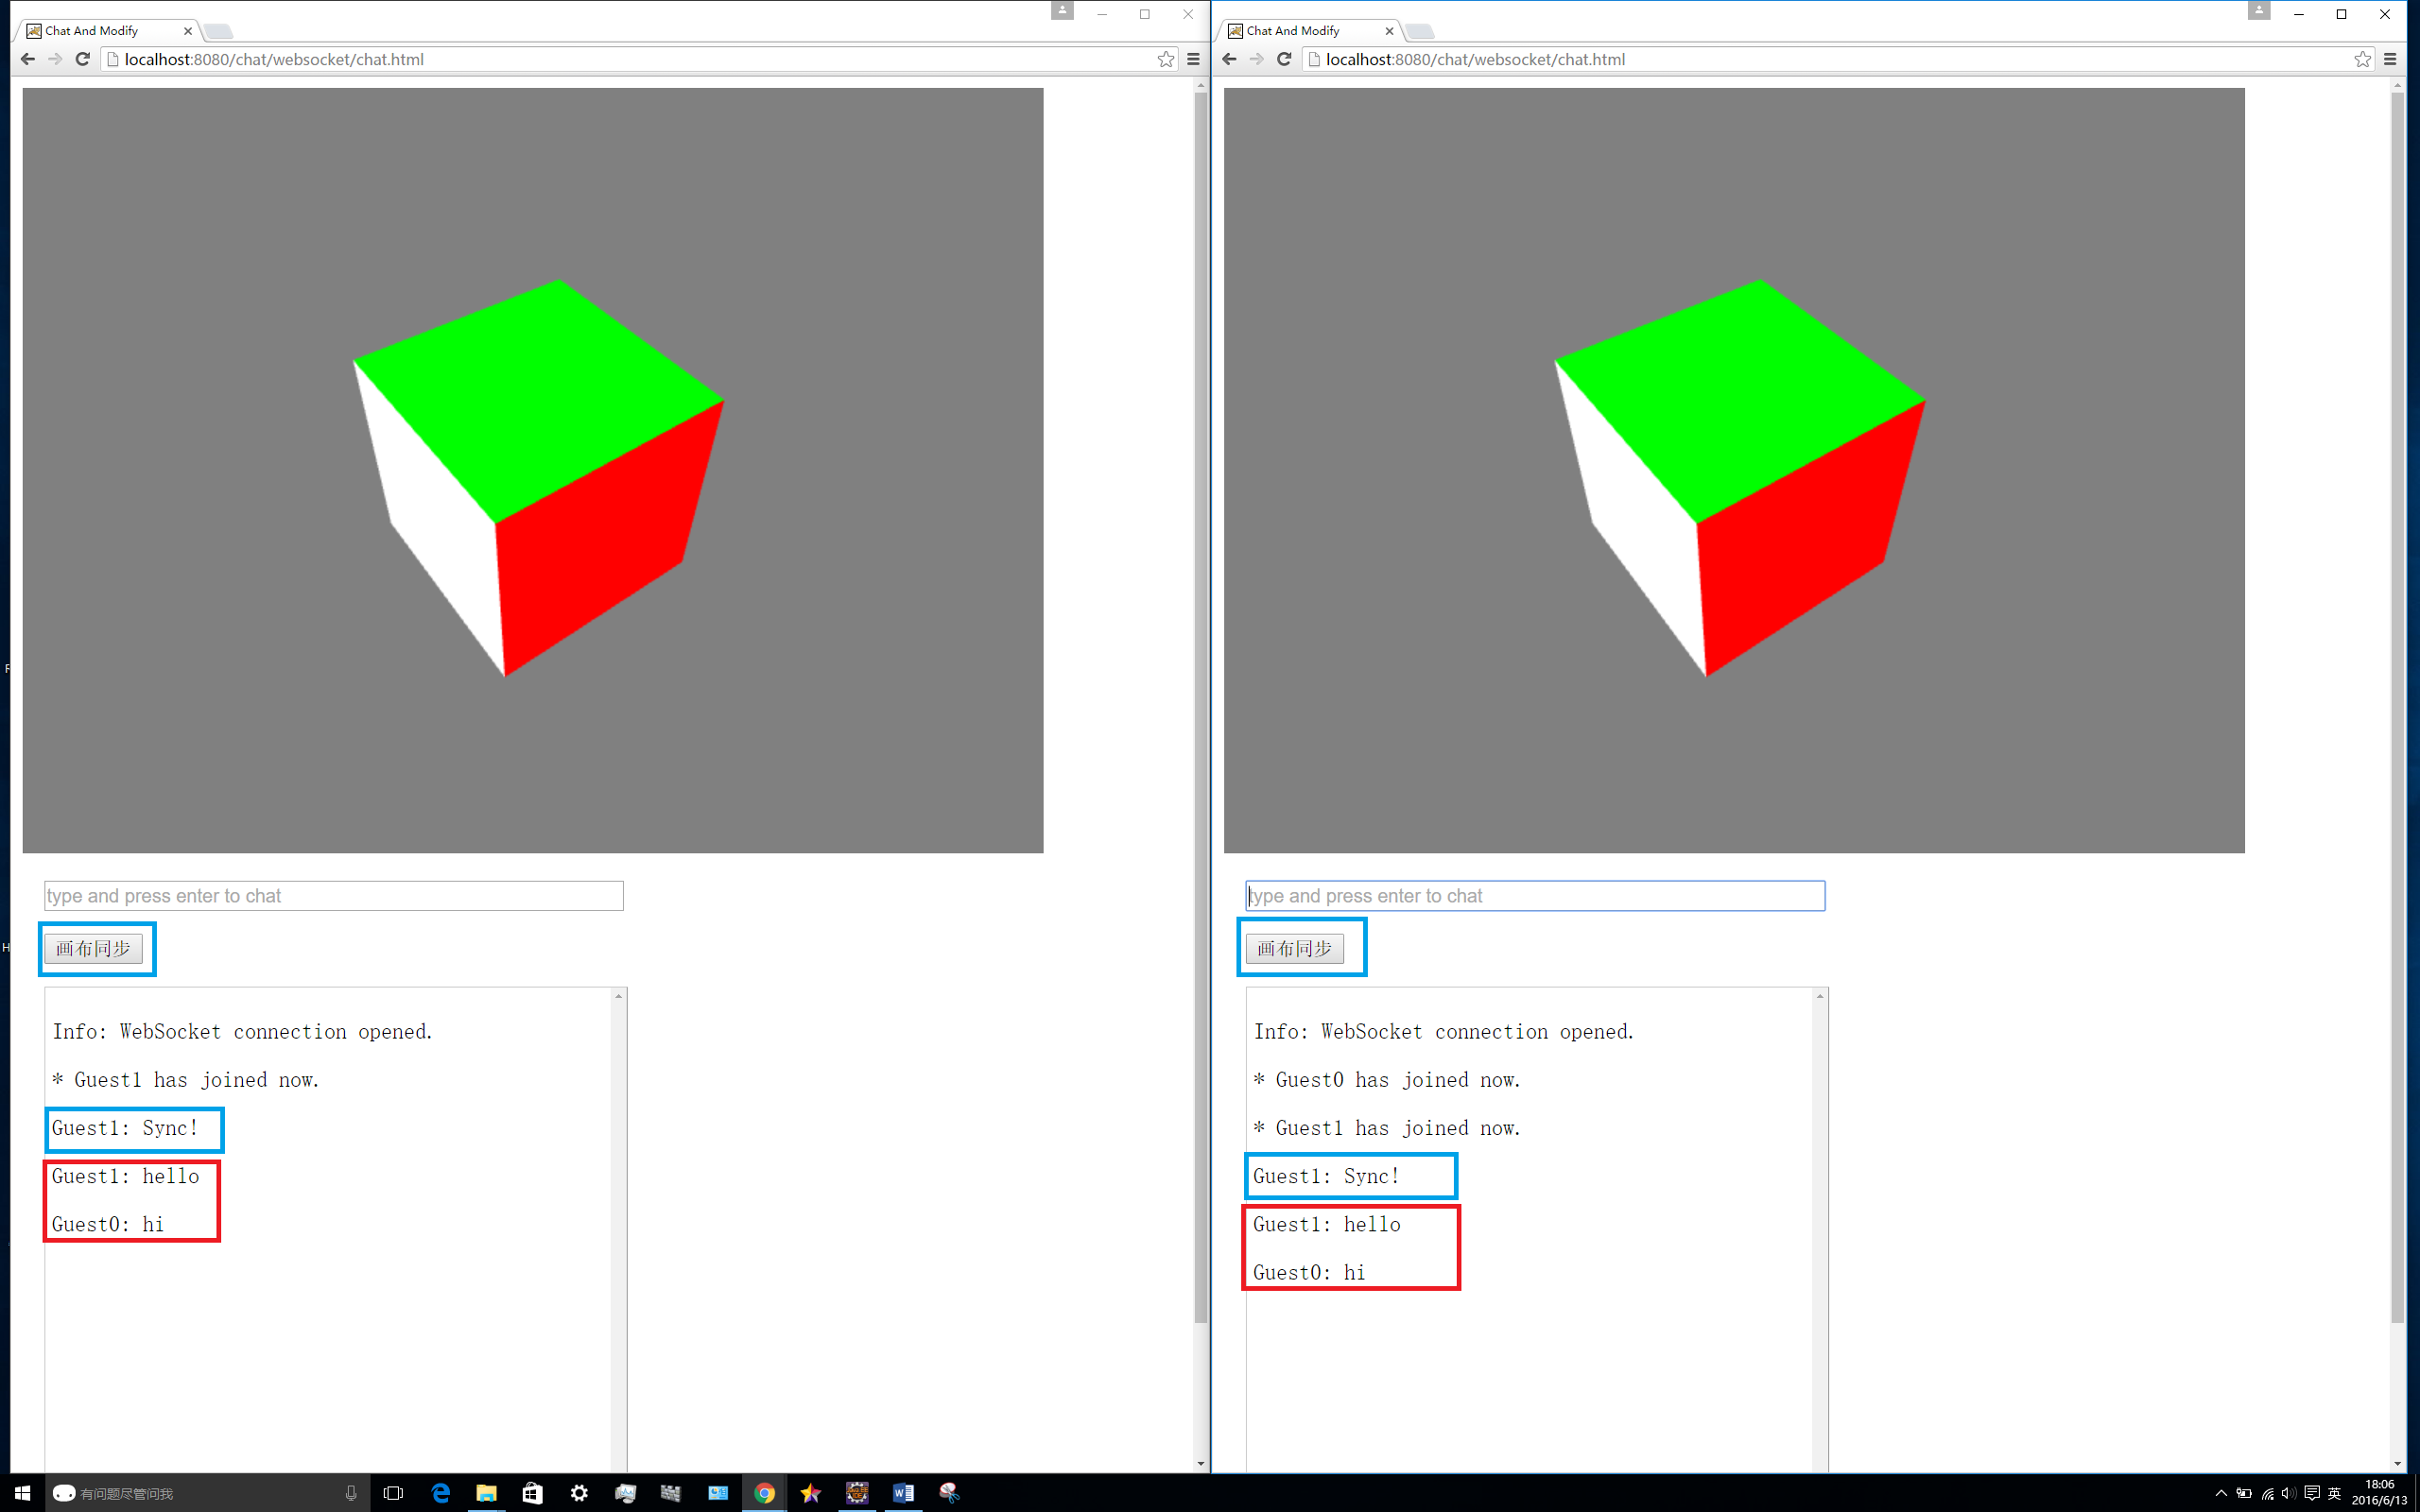 Chat And Modify
localhost:8080/chat/websocket/chat.html
type and press enter to chat
画布同步
Info: WebSocket connection opened.
* Guest1 has joined now.
Guest1: Sync!
Guest1: hello
Guest0: hi
Chat And Modify
localhost:8080/chat/websocket/chat.html
type and press enter to chat
画布同步
Info: WebSocket connection opened.
* Guest0 has joined now.
* Guest1 has joined now.
Guest1: Sync!
Guest1: hello
Guest0: hi
有问题尽管问我
英
18:06
2016/6/13